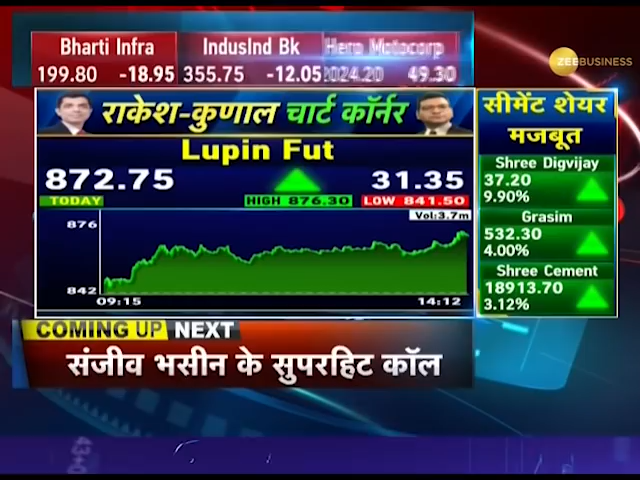 ZEEBUSINESS
Bharti Infra
199.80 -18.95
IndusInd Bk
355.75 -12.05
Hero Motocorp
2024.20 49.30
राकेश-कुणाल चार्ट कॉर्नर
Lupin Fut
872.75 31.35
TODAY HIGH 876.30 LOW 841.50
Vol:3.7m
876
842
09:15 14:12
सीमेंट शेयर
मजबूत
Shree Digvijay
37.20
9.90%
Grasim
532.30
4.00%
Shree Cement
18913.70
3.12%
COMING UP NEXT
संजीव भसीन के सुपरहिट कॉल